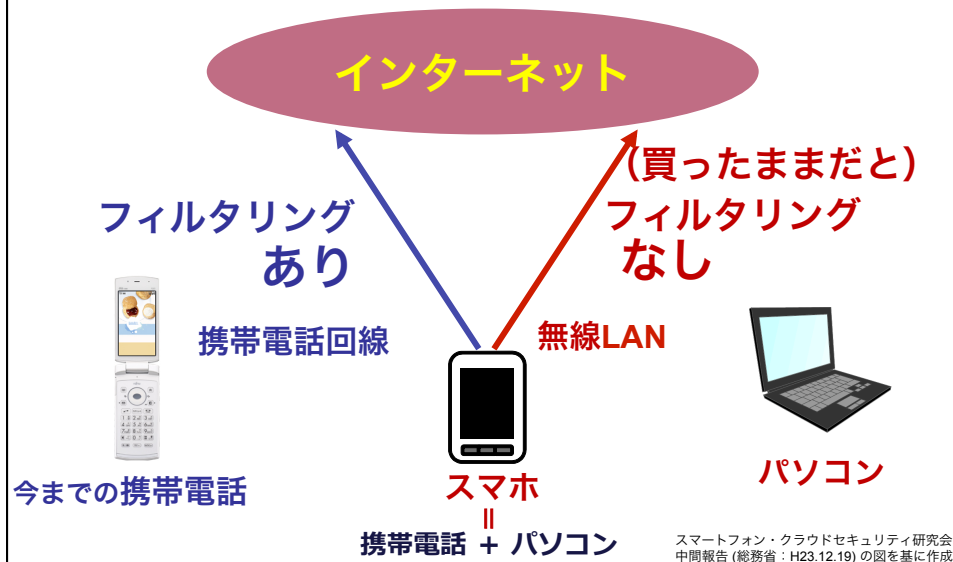 インターネット
(買ったままだと)
フィルタリング
あり
フィルタリング
なし
携帯電話回線
無線LAN
今までの携帯電話
スマホ
=
携帯電話 + パソコン
パソコン
スマートフォン・クラウドセキュリティ研究会
中間報告 (総務省:H23.12.19) の図を基に作成